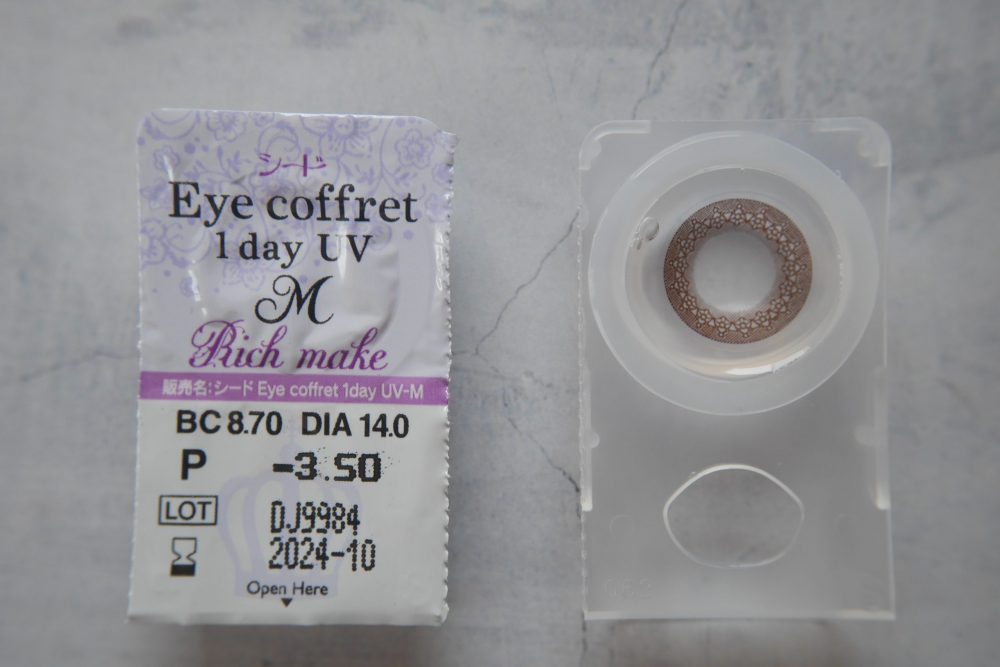 シード
Eye coffret
1day UV
M
Rich make
販売名:シード Eye coffret 1day UV-M
BC 8.70 DIA 14.0
P -3.50
LOT DJ9984
2024-10
Open Here